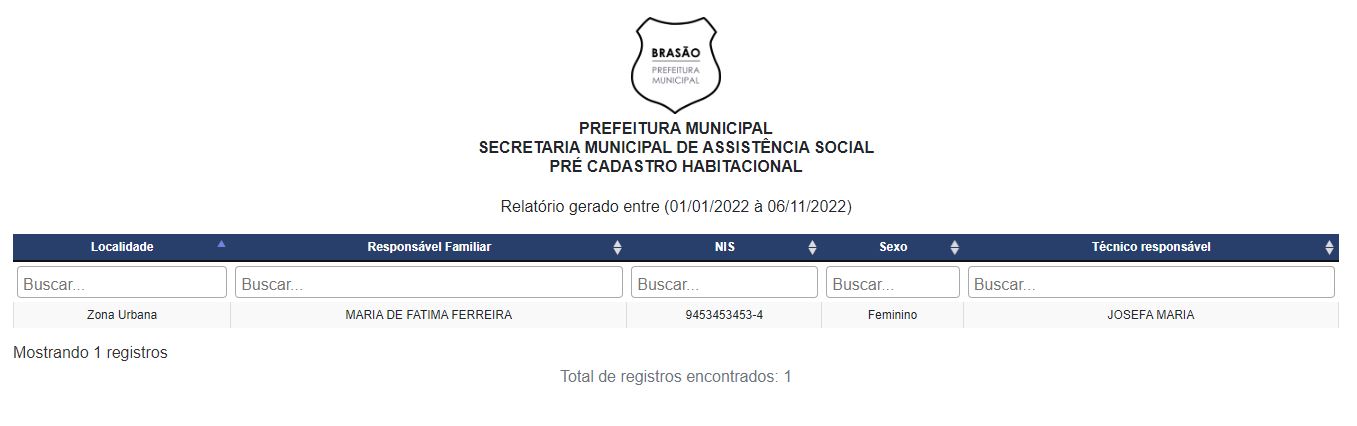 BRASÃO
PREFEITURA
MUNICIPAL
PREFEITURA MUNICIPAL
SECRETARIA MUNICIPAL DE ASSISTÊNCIA SOCIAL
PRÉ CADASTRO HABITACIONAL
Relatório gerado entre (01/01/2022 à 06/11/2022)
Localidade Responsável Familiar NIS Sexo Técnico responsável
Buscar... Buscar... Buscar... Buscar... Buscar...
Zona Urbana MARIA DE FATIMA FERREIRA 9453453453-4 Feminino JOSEFA MARIA
Mostrando 1 registros
Total de registros encontrados: 1